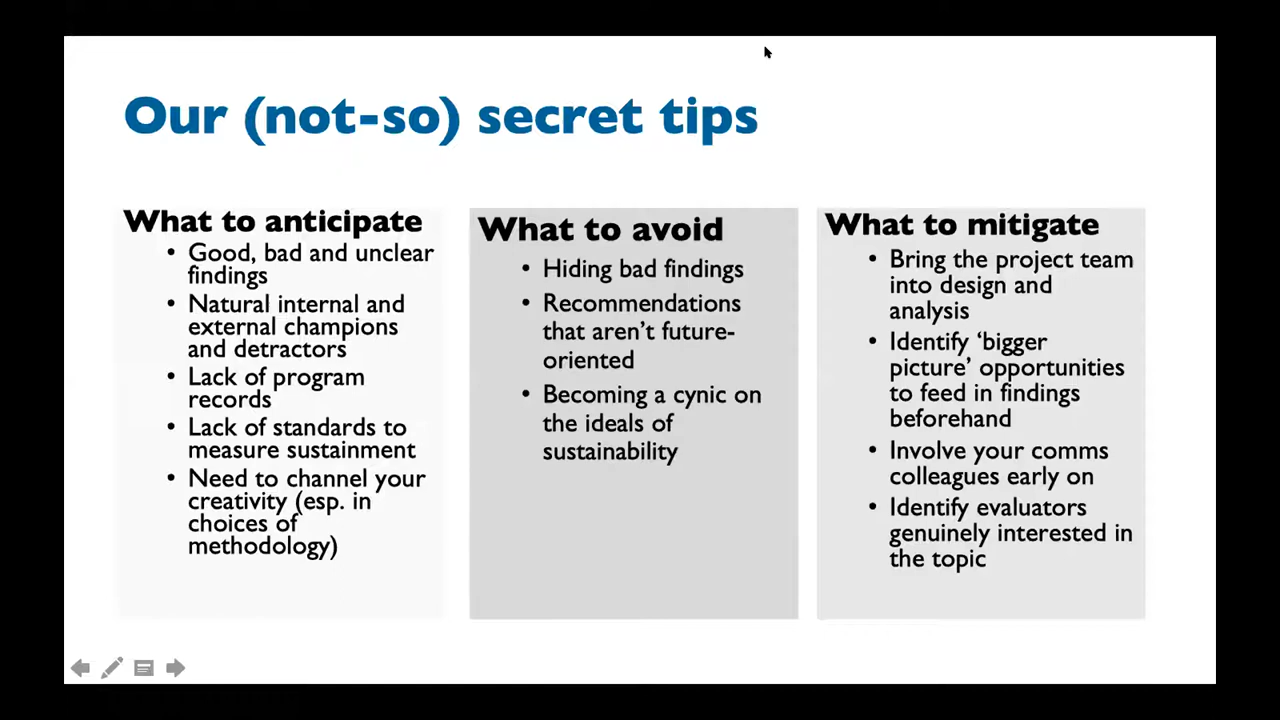 Our (not-so) secret tips
What to anticipate
• Good, bad and unclear
findings
• Natural internal and
external champions
and detractors
• Lack of program
records
• Lack of standards to
measure sustainment
• Need to channel your
creativity (esp. in
choices of
methodology)
What to avoid
• Hiding bad findings
• Recommendations
that aren’t future-
oriented
• Becoming a cynic on
the ideals of
sustainability
What to mitigate
• Bring the project team
into design and
analysis
• Identify ‘bigger
picture’ opportunities
to feed in findings
beforehand
• Involve your comms
colleagues early on
• Identify evaluators
genuinely interested in
the topic